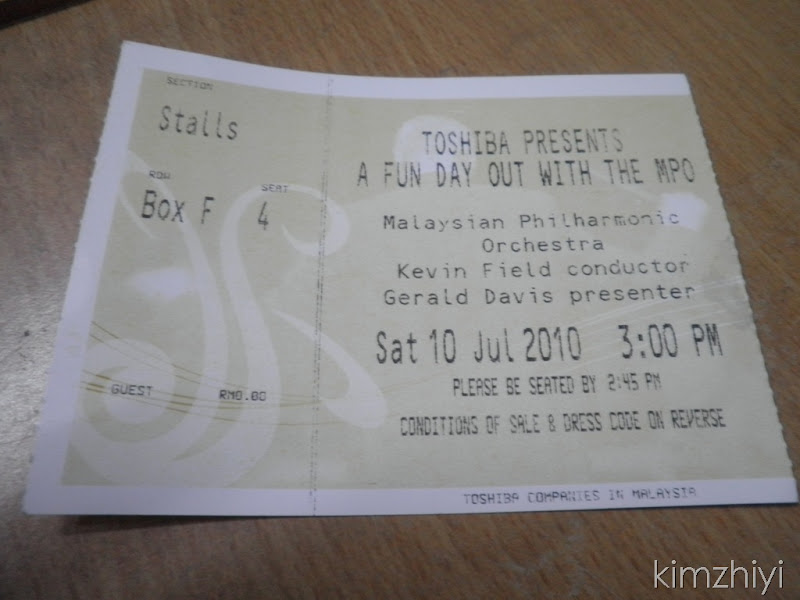 SECTION
Stalls
ROW
SEAT
Box F
4
GUEST
RM0.00
TOSHIBA PRESENTS
A FUN DAY OUT WITH THE MPO
Malaysian Philharmonic
Orchestra
Kevin Field conductor
Gerald Davis presenter
Sat 10 Jul 2010 3:00 PM
PLEASE BE SEATED BY 2:45 PM
CONDITIONS OF SALE & DRESS CODE ON REVERSE
TOSHIBA COMPANIES IN MALAYSIA
kimzhiyi